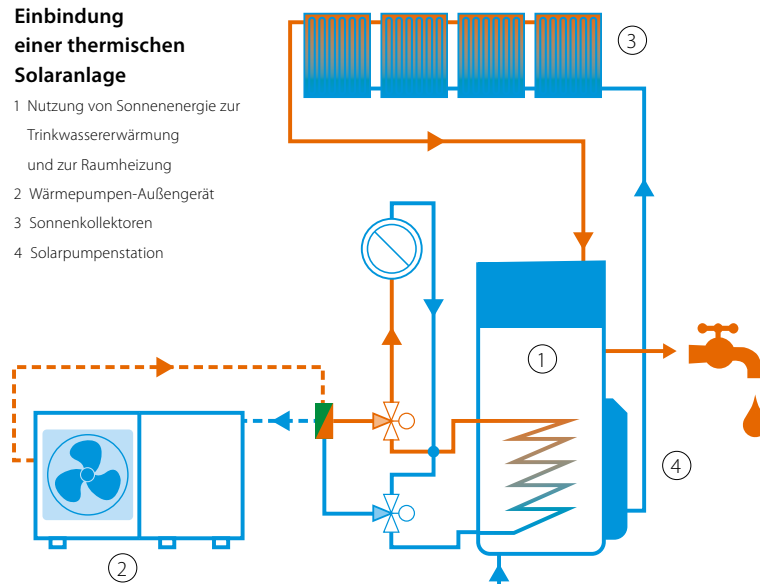 Einbindung
einer thermischen
Solaranlage
1 Nutzung von Sonnenenergie zur
Trinkwassererwärmung
und zur Raumheizung
2 Wärmepumpen-Außengerät
3 Sonnenkollektoren
4 Solarpumpenstation
3
1
4
2